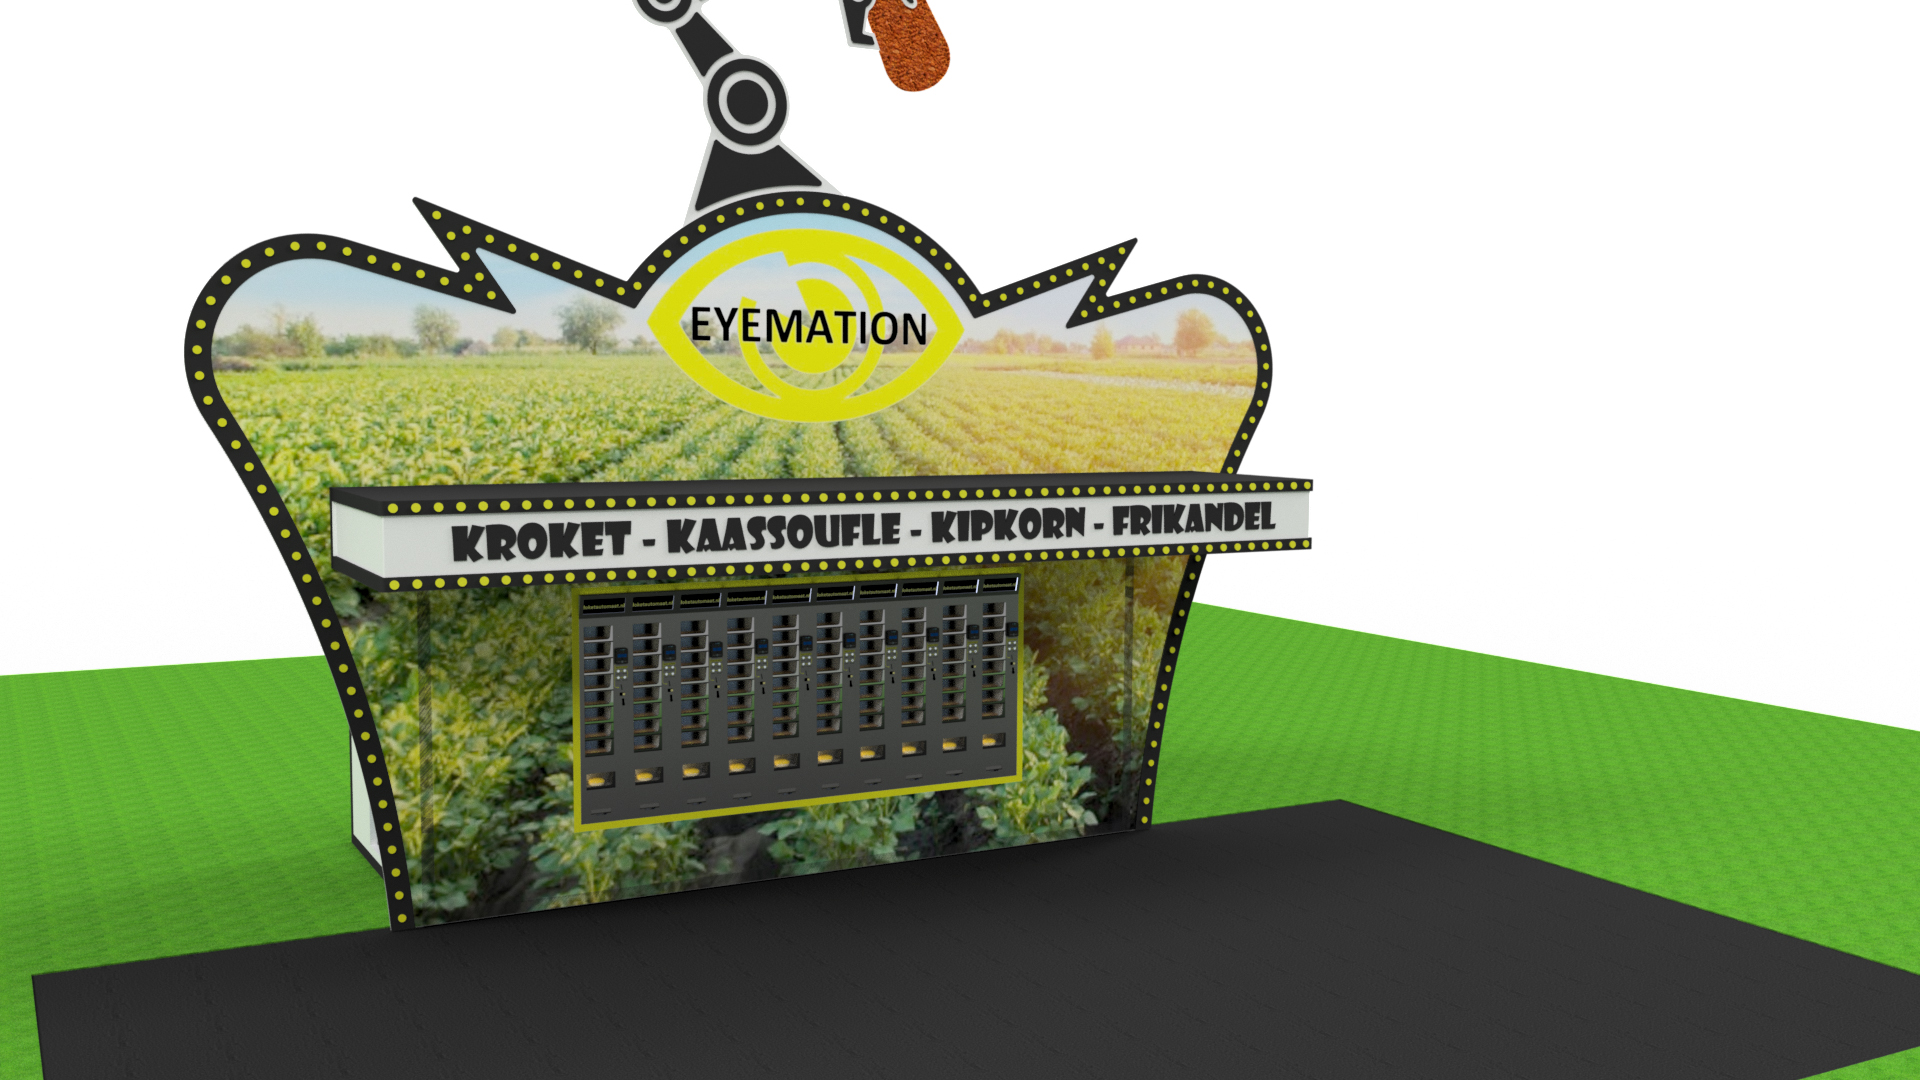 EYEMATION
KROKET - KAASSOUFLE - KIPKORN - FRIKANDEL